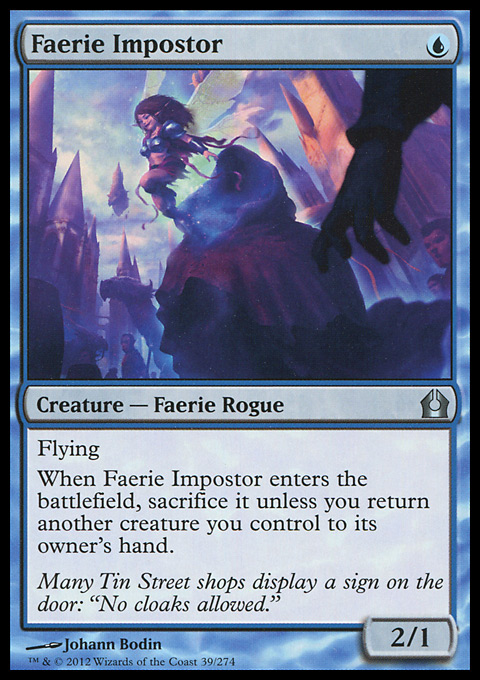 Faerie Impostor
Creature — Faerie Rogue
Flying
When Faerie Impostor enters the
battlefield, sacrifice it unless you return
another creature you control to its
owner's hand.
Many Tin Street shops display a sign on the
door: “No cloaks allowed.”
2/1
Johann Bodin
™ & © 2012 Wizards of the Coast 39/274